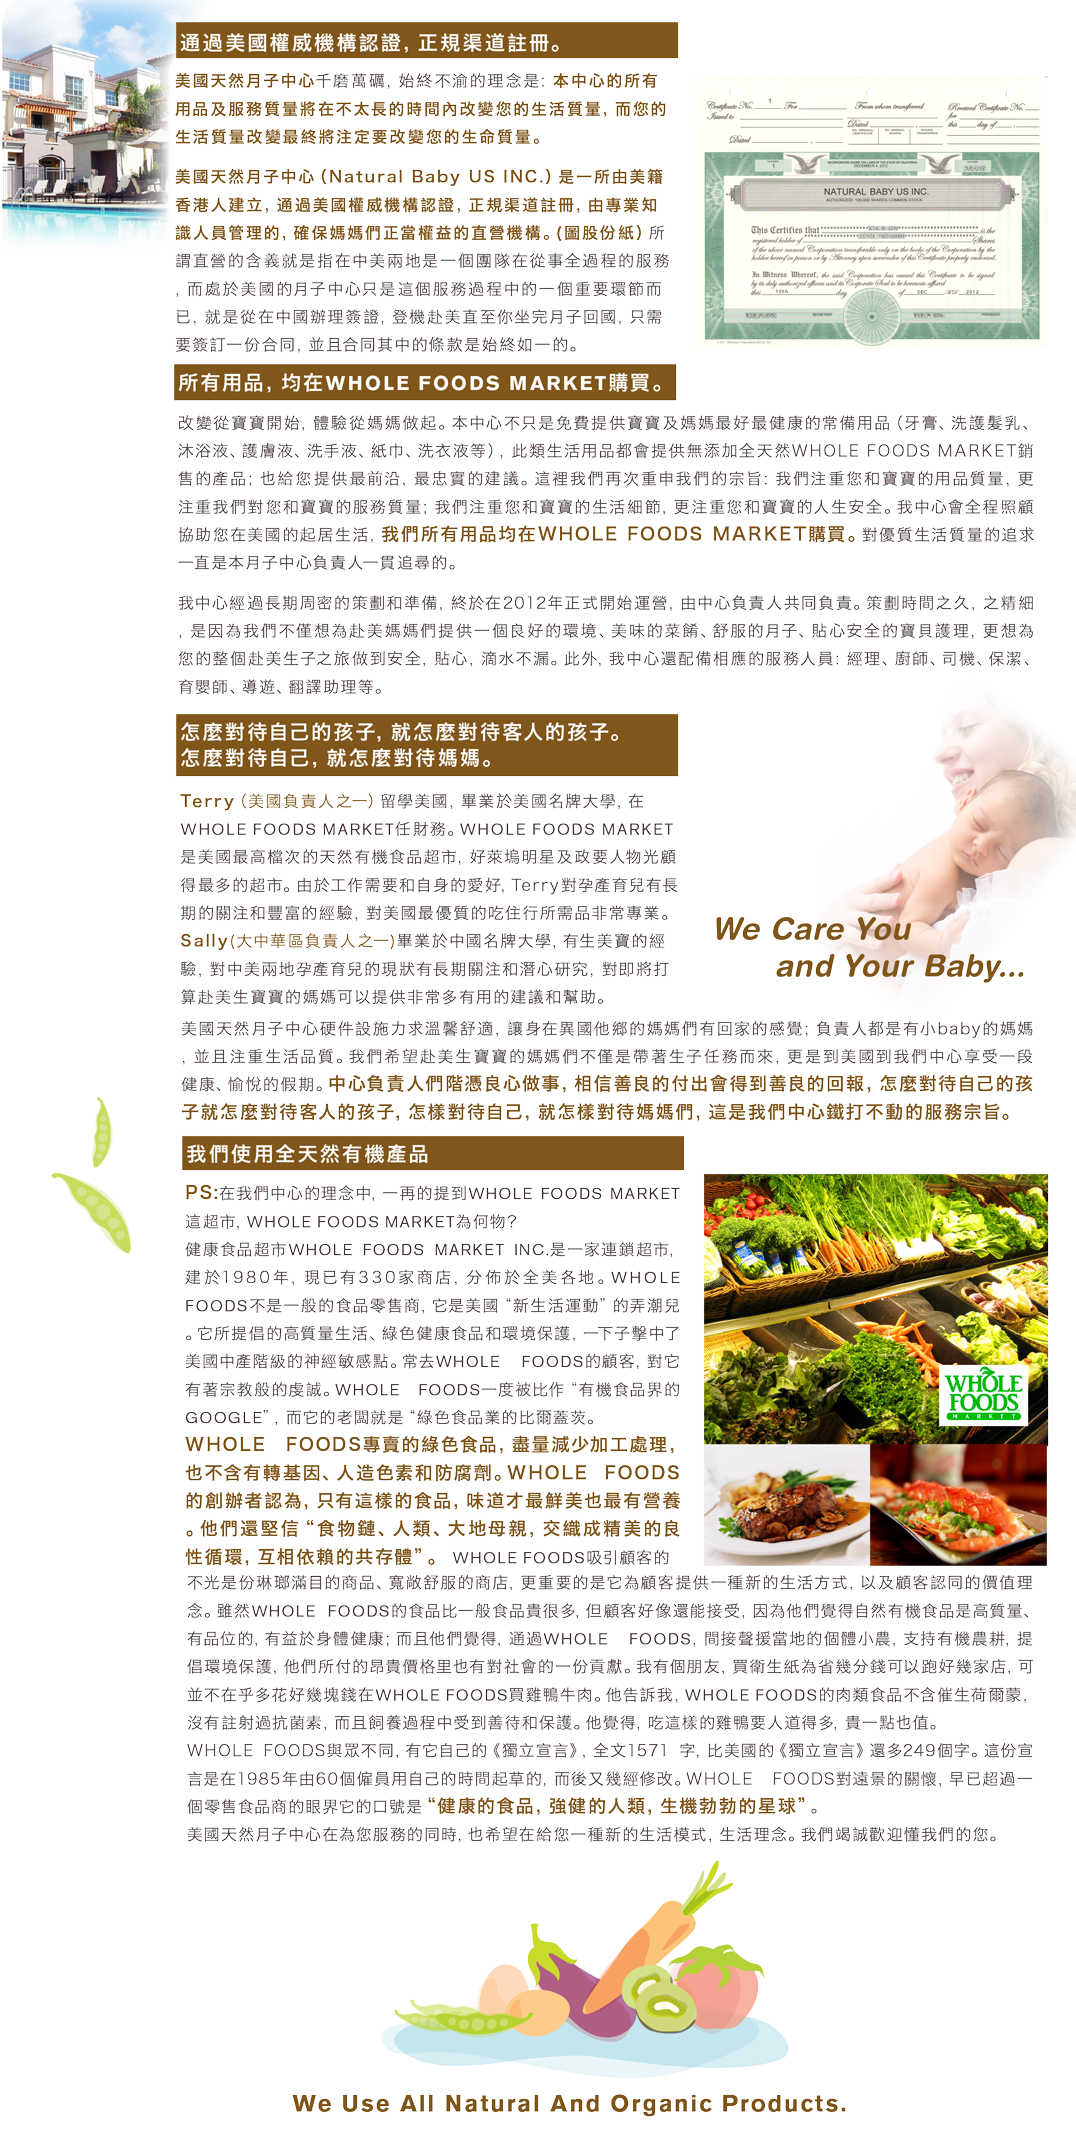 通過美國權威機構認證, 正規渠道註冊。
美國天然月子中心千磨萬礪, 始終不渝的理念是: 本中心的所有
用品及服務質量將在不太長的時間內改變您的生活質量, 而您的
生活質量改變最終將注定要改變您的生命質量。
美國天然月子中心 (Natural Baby US INC.) 是一所由美籍
香港人建立, 通過美國權威機構認證, 正規渠道註冊, 由專業知
識人員管理的, 確保媽媽們正當權益的直營機構。(圖股份紙) 所
謂直營的含義就是指在中美兩地是一個團隊在從事全過程的服務
, 而處於美國的月子中心只是這個服務過程中的一個重要環節而
已, 就是從在中國辦理簽證, 登機赴美直至你坐完月子回國, 只需
要簽訂一份合同, 並且合同其中的條款是始終如一的。
Certificate No. 1 For
Issued to
Dated
From whom transferred
Dated
Received Certificate No.
for
this day of
NATURAL BABY US INC.
AUTHORIZED: 100,000 SHARES COMMON STOCK
This Certifies that is the
registered holder of Shares
of the above named Corporation transferable only on the books of the Corporation by the
holder hereof in person or by Attorney upon surrender of this Certificate properly endorsed.
In Witness Whereof, the said Corporation has caused this Certificate to be signed
by its duly authorized officers and its Corporate Seal to be hereunto affixed
this 10th day of DEC 2012
SECRETARY PRESIDENT
所有用品, 均在WHOLE FOODS MARKET購買。
改變從寶寶開始, 體驗從媽媽做起。本中心不只是免費提供寶寶及媽媽最好最健康的常備用品 (牙膏、洗護髮乳、
沐浴液、護膚液、洗手液、紙巾、洗衣液等) , 此類生活用品都會提供無添加全天然WHOLE FOODS MARKET銷
售的產品; 也給您提供最前沿, 最忠實的建議。這裡我們再次重申我們的宗旨: 我們注重您和寶寶的用品質量, 更
注重我們對您和寶寶的服務質量; 我們注重您和寶寶的生活細節, 更注重您和寶寶的人生安全。我中心會全程照顧
協助您在美國的起居生活, 我們所有用品均在WHOLE FOODS MARKET購買。對優質生活質量的追求
一直是本月子中心負責人一貫追尋的。
我中心經過長期周密的策劃和準備, 終於在2012年正式開始運營, 由中心負責人共同負責。策劃時間之久, 之精細
, 是因為我們不僅想為赴美媽媽們提供一個良好的環境、美味的菜餚、舒服的月子、貼心安全的寶貝護理, 更想為
您的整個赴美生子之旅做到安全, 貼心, 滴水不漏。此外, 我中心還配備相應的服務人員: 經理、廚師、司機、保潔、
育嬰師、導遊、翻譯助理等。
怎麼對待自己的孩子, 就怎麼對待客人的孩子。
怎麼對待自己, 就怎麼對待媽媽。
Terry (美國負責人之一) 留學美國, 畢業於美國名牌大學, 在
WHOLE FOODS MARKET任財務。WHOLE FOODS MARKET
是美國最高檔次的天然有機食品超市, 好萊塢明星及政要人物光顧
得最多的超市。由於工作需要和自身的愛好, Terry對孕產育兒有長
期的關注和豐富的經驗, 對美國最優質的吃住行所需品非常專業。
Sally(大中華區負責人之一)畢業於中國名牌大學, 有生美寶的經
驗, 對中美兩地孕產育兒的現狀有長期關注和潛心研究, 對即將打
算赴美生寶寶的媽媽可以提供非常多有用的建議和幫助。
We Care You
and Your Baby...
美國天然月子中心硬件設施力求溫馨舒適, 讓身在異國他鄉的媽媽們有回家的感覺; 負責人都是有小baby的媽媽
, 並且注重生活品質。我們希望赴美生寶寶的媽媽們不僅是帶著生子任務而來, 更是到美國到我們中心享受一段
健康、愉悅的假期。中心負責人們階憑良心做事, 相信善良的付出會得到善良的回報, 怎麼對待自己的孩
子就怎麼對待客人的孩子, 怎樣對待自己, 就怎樣對待媽媽們, 這是我們中心鐵打不動的服務宗旨。
我們使用全天然有機產品
PS:在我們中心的理念中, 一再的提到WHOLE FOODS MARKET
這超市, WHOLE FOODS MARKET為何物?
健康食品超市WHOLE FOODS MARKET INC.是一家連鎖超市,
建於1980年, 現已有330家商店, 分佈於全美各地。WHOLE
FOODS不是一般的食品零售商, 它是美國“新生活運動”的弄潮兒
。它所提倡的高質量生活、綠色健康食品和環境保護, 一下子擊中了
美國中產階級的神經敏感點。常去WHOLE FOODS的顧客, 對它
有著宗教般的虔誠。WHOLE FOODS一度被比作“有機食品界的
GOOGLE”, 而它的老闆就是“綠色食品業的比爾蓋茨。
WHOLE FOODS專賣的綠色食品, 盡量減少加工處理,
也不含有轉基因、人造色素和防腐劑。WHOLE FOODS
的創辦者認為, 只有這樣的食品, 味道才最鮮美也最有營養
。他們還堅信“食物鏈、人類、大地母親, 交織成精美的良
性循環, 互相依賴的共存體”。 WHOLE FOODS吸引顧客的
WHOLE
FOODS
MARKET
不光是份琳瑯滿目的商品、寬敞舒服的商店, 更重要的是它為顧客提供一種新的生活方式, 以及顧客認同的價值理
念。雖然WHOLE FOODS的食品比一般食品貴很多, 但顧客好像還能接受, 因為他們覺得自然有機食品是高質量、
有品位的, 有益於身體健康; 而且他們覺得, 通過WHOLE FOODS, 間接聲援當地的個體小農, 支持有機農耕, 提
倡環境保護, 他們所付的昂貴價格里也有對社會的一份貢獻。我有個朋友, 買衛生紙為省幾分錢可以跑好幾家店, 可
並不在乎多花好幾塊錢在WHOLE FOODS買雞鴨牛肉。他告訴我, WHOLE FOODS的肉類食品不含催生荷爾蒙,
沒有註射過抗菌素, 而且飼養過程中受到善待和保護。他覺得, 吃這樣的雞鴨要人道得多, 貴一點也值。
WHOLE FOODS與眾不同, 有它自己的《獨立宣言》, 全文1571 字, 比美國的《獨立宣言》還多249個字。這份宣
言是在1985年由60個僱員用自己的時間起草的, 而後又幾經修改。WHOLE FOODS對遠景的關懷, 早已超過一
個零售食品商的眼界它的口號是“健康的食品, 強健的人類, 生機勃勃的星球”。
美國天然月子中心在為您服務的同時, 也希望在給您一種新的生活模式, 生活理念。我們竭誠歡迎懂我們的您。
We Use All Natural And Organic Products.